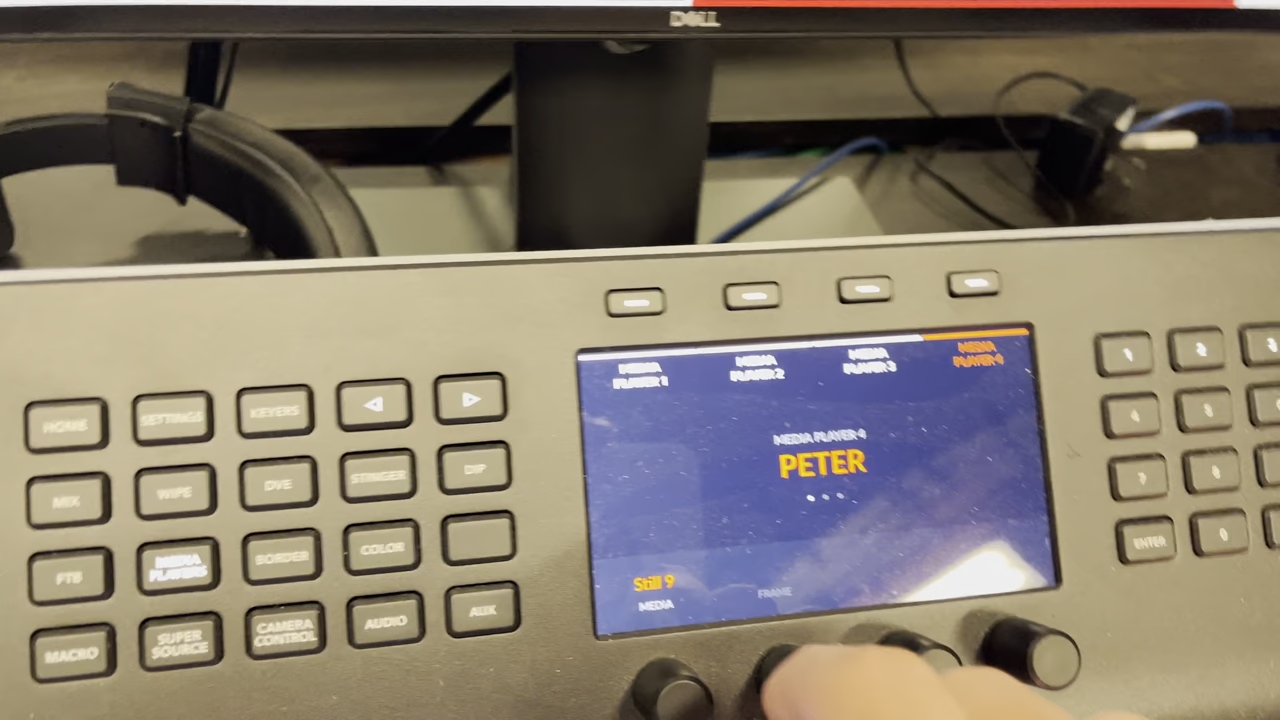 DELL
MEDIA PLAYER 1
MEDIA PLAYER 2
MEDIA PLAYER 3
MEDIA PLAYER 4
MEDIA PLAYER 4
PETER
Still 9
MEDIA
FRAME
HOME
SETTINGS
KEYERS
MIX
WIPE
DVE
STINGER
DIP
FTB
MEDIA
PLAYERS
BORDER
COLOR
MACRO
SUPER
SOURCE
CAMERA
CONTROL
AUDIO
AUX
1
2
3
4
5
7
8
ENTER
0